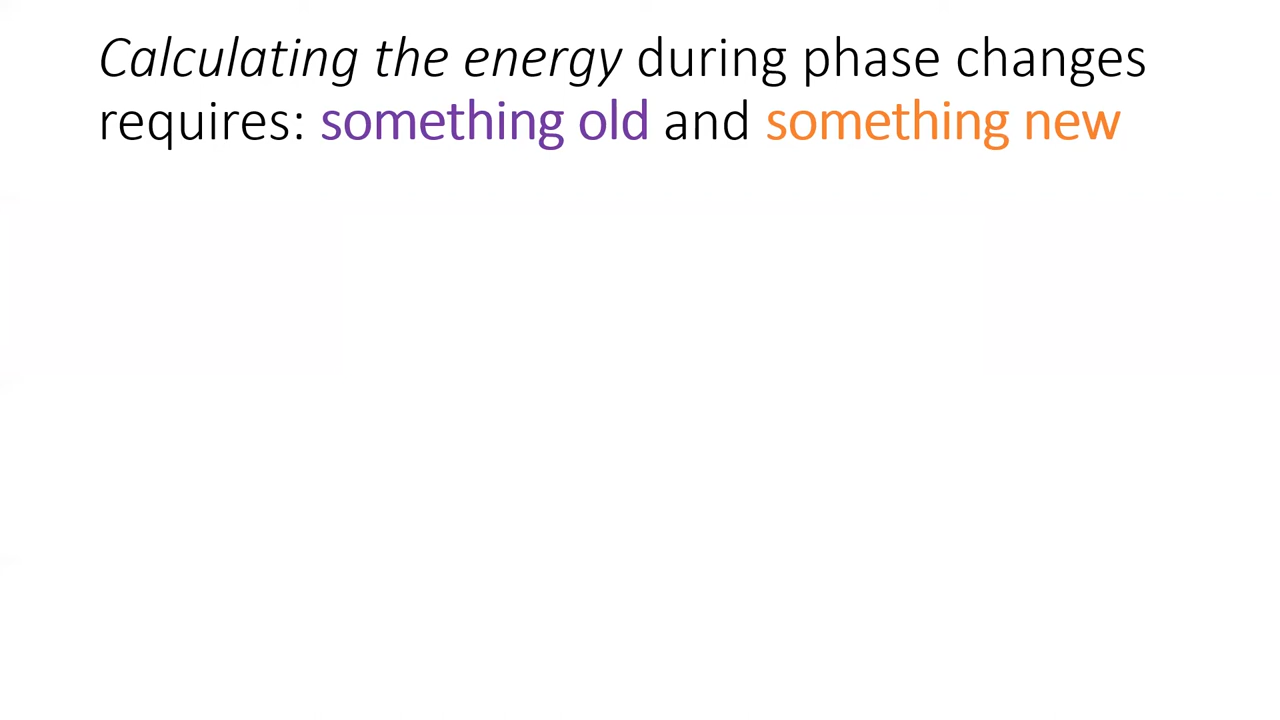 Calculating the energy during phase changes
requires: something old and something new